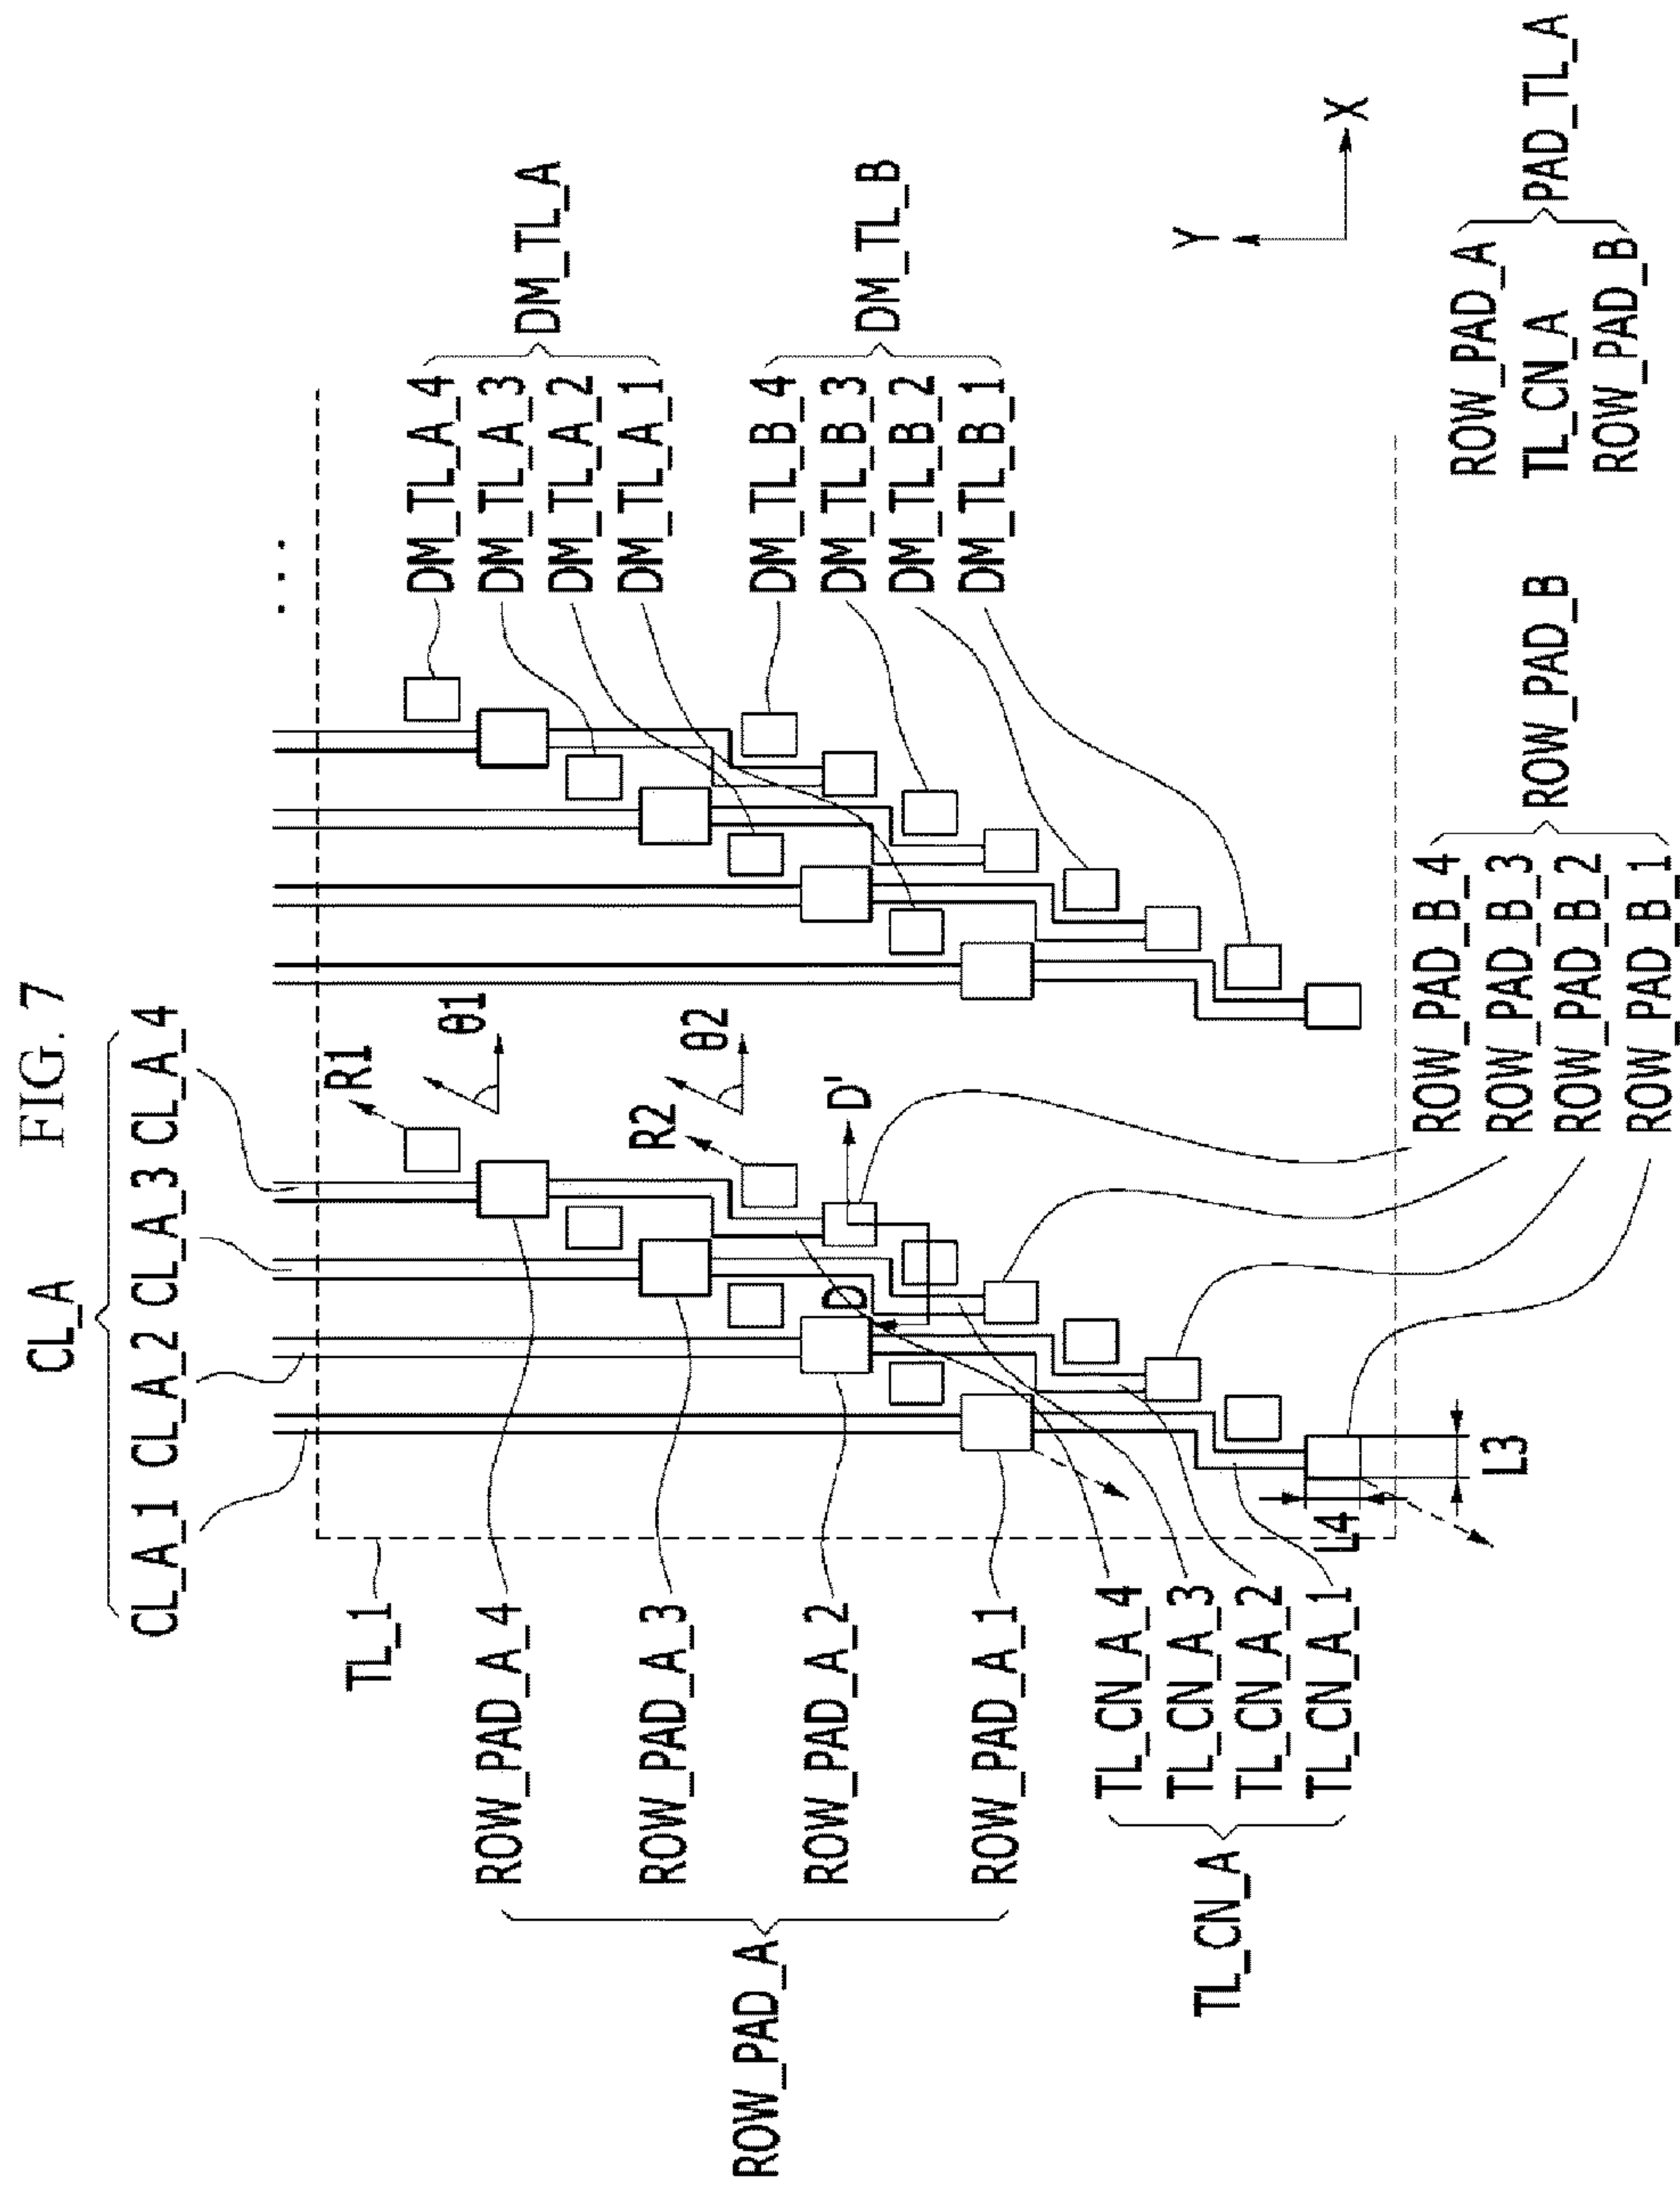 FIG. 7
CL_A
CL_A_1 CL_A_2 CL_A_3 CL_A_4
TL_1
R1
θ1
R2
θ2
D
D'
ROW_PAD_A_4
ROW_PAD_A_3
ROW_PAD_A_2
ROW_PAD_A_1
ROW_PAD_A
TL_CN_A_4
TL_CN_A_3
TL_CN_A_2
TL_CN_A_1
TL_CN_A
L4
L3
...
DM_TL_A_4
DM_TL_A_3
DM_TL_A_2
DM_TL_A_1
DM_TL_A
DM_TL_B_4
DM_TL_B_3
DM_TL_B_2
DM_TL_B_1
DM_TL_B
Y
X
ROW_PAD_B_4
ROW_PAD_B_3
ROW_PAD_B_2
ROW_PAD_B_1
ROW_PAD_B
ROW_PAD_A
TL_CN_A
ROW_PAD_B
PAD_TL_A